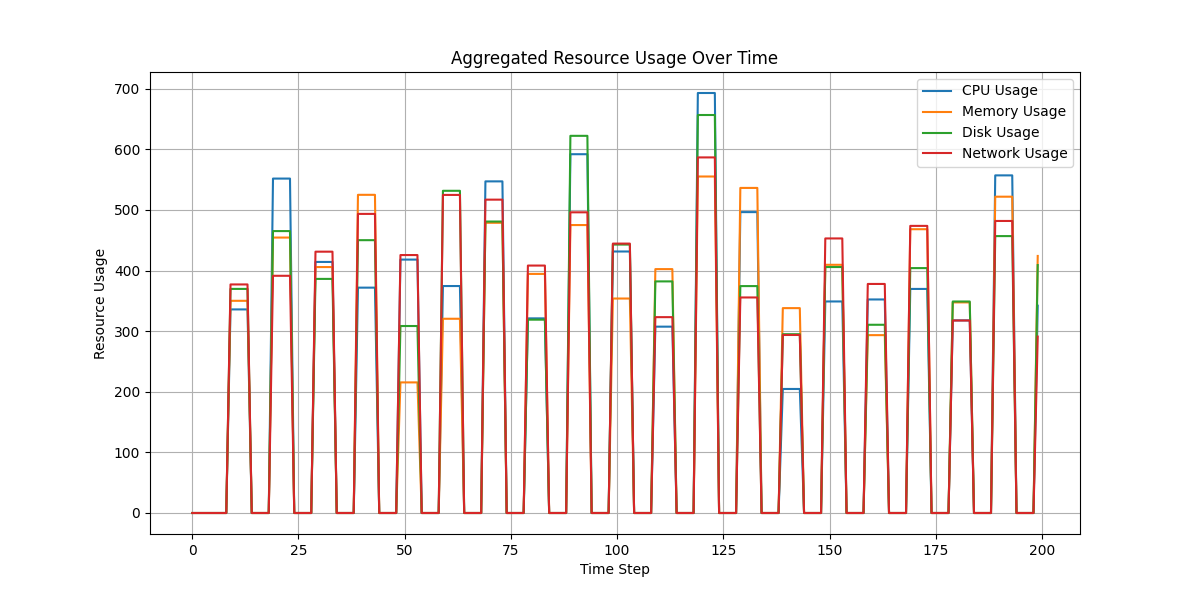 Aggregated Resource Usage Over Time
CPU Usage
Memory Usage
Disk Usage
Network Usage
Resource Usage
700
600
500
400
300
200
100
0
0 25 50 75 100 125 150 175 200
Time Step